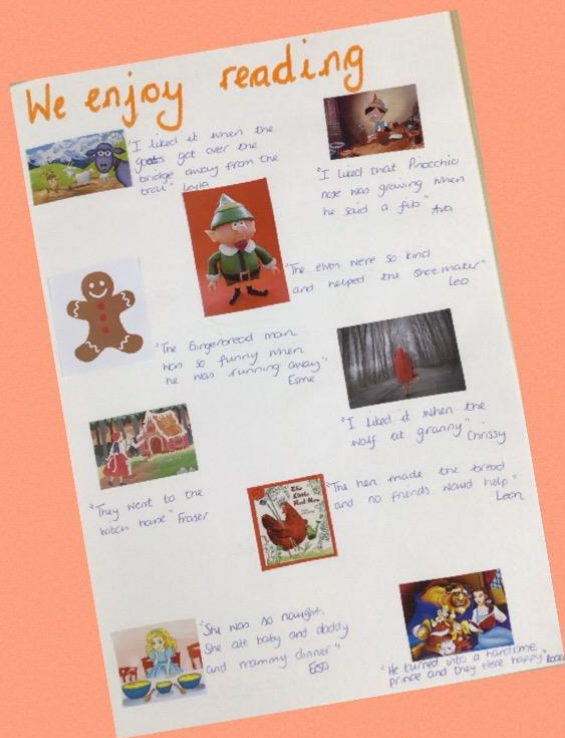 We enjoy reading
"I liked it when the
goats got over the
bridge away from the
troll" Leyla
"I liked that Pinocchio
nose was growing when
he said a fib" Ava
"The elves were so kind
and helped the shoe maker"
Leo
"The Gingerbread man
was so funny when
he was running away"
Esme
"I liked it when the
wolf at granny" Chrissy
"They went to the
witch house" Fraser
The Little
Red Hen
"The hen made the bread
and no friends would help"
Leon
"She was so naught.
She ate baby and daddy
and mammy dinner"
"He turned into a handsome
prince and they were happy"